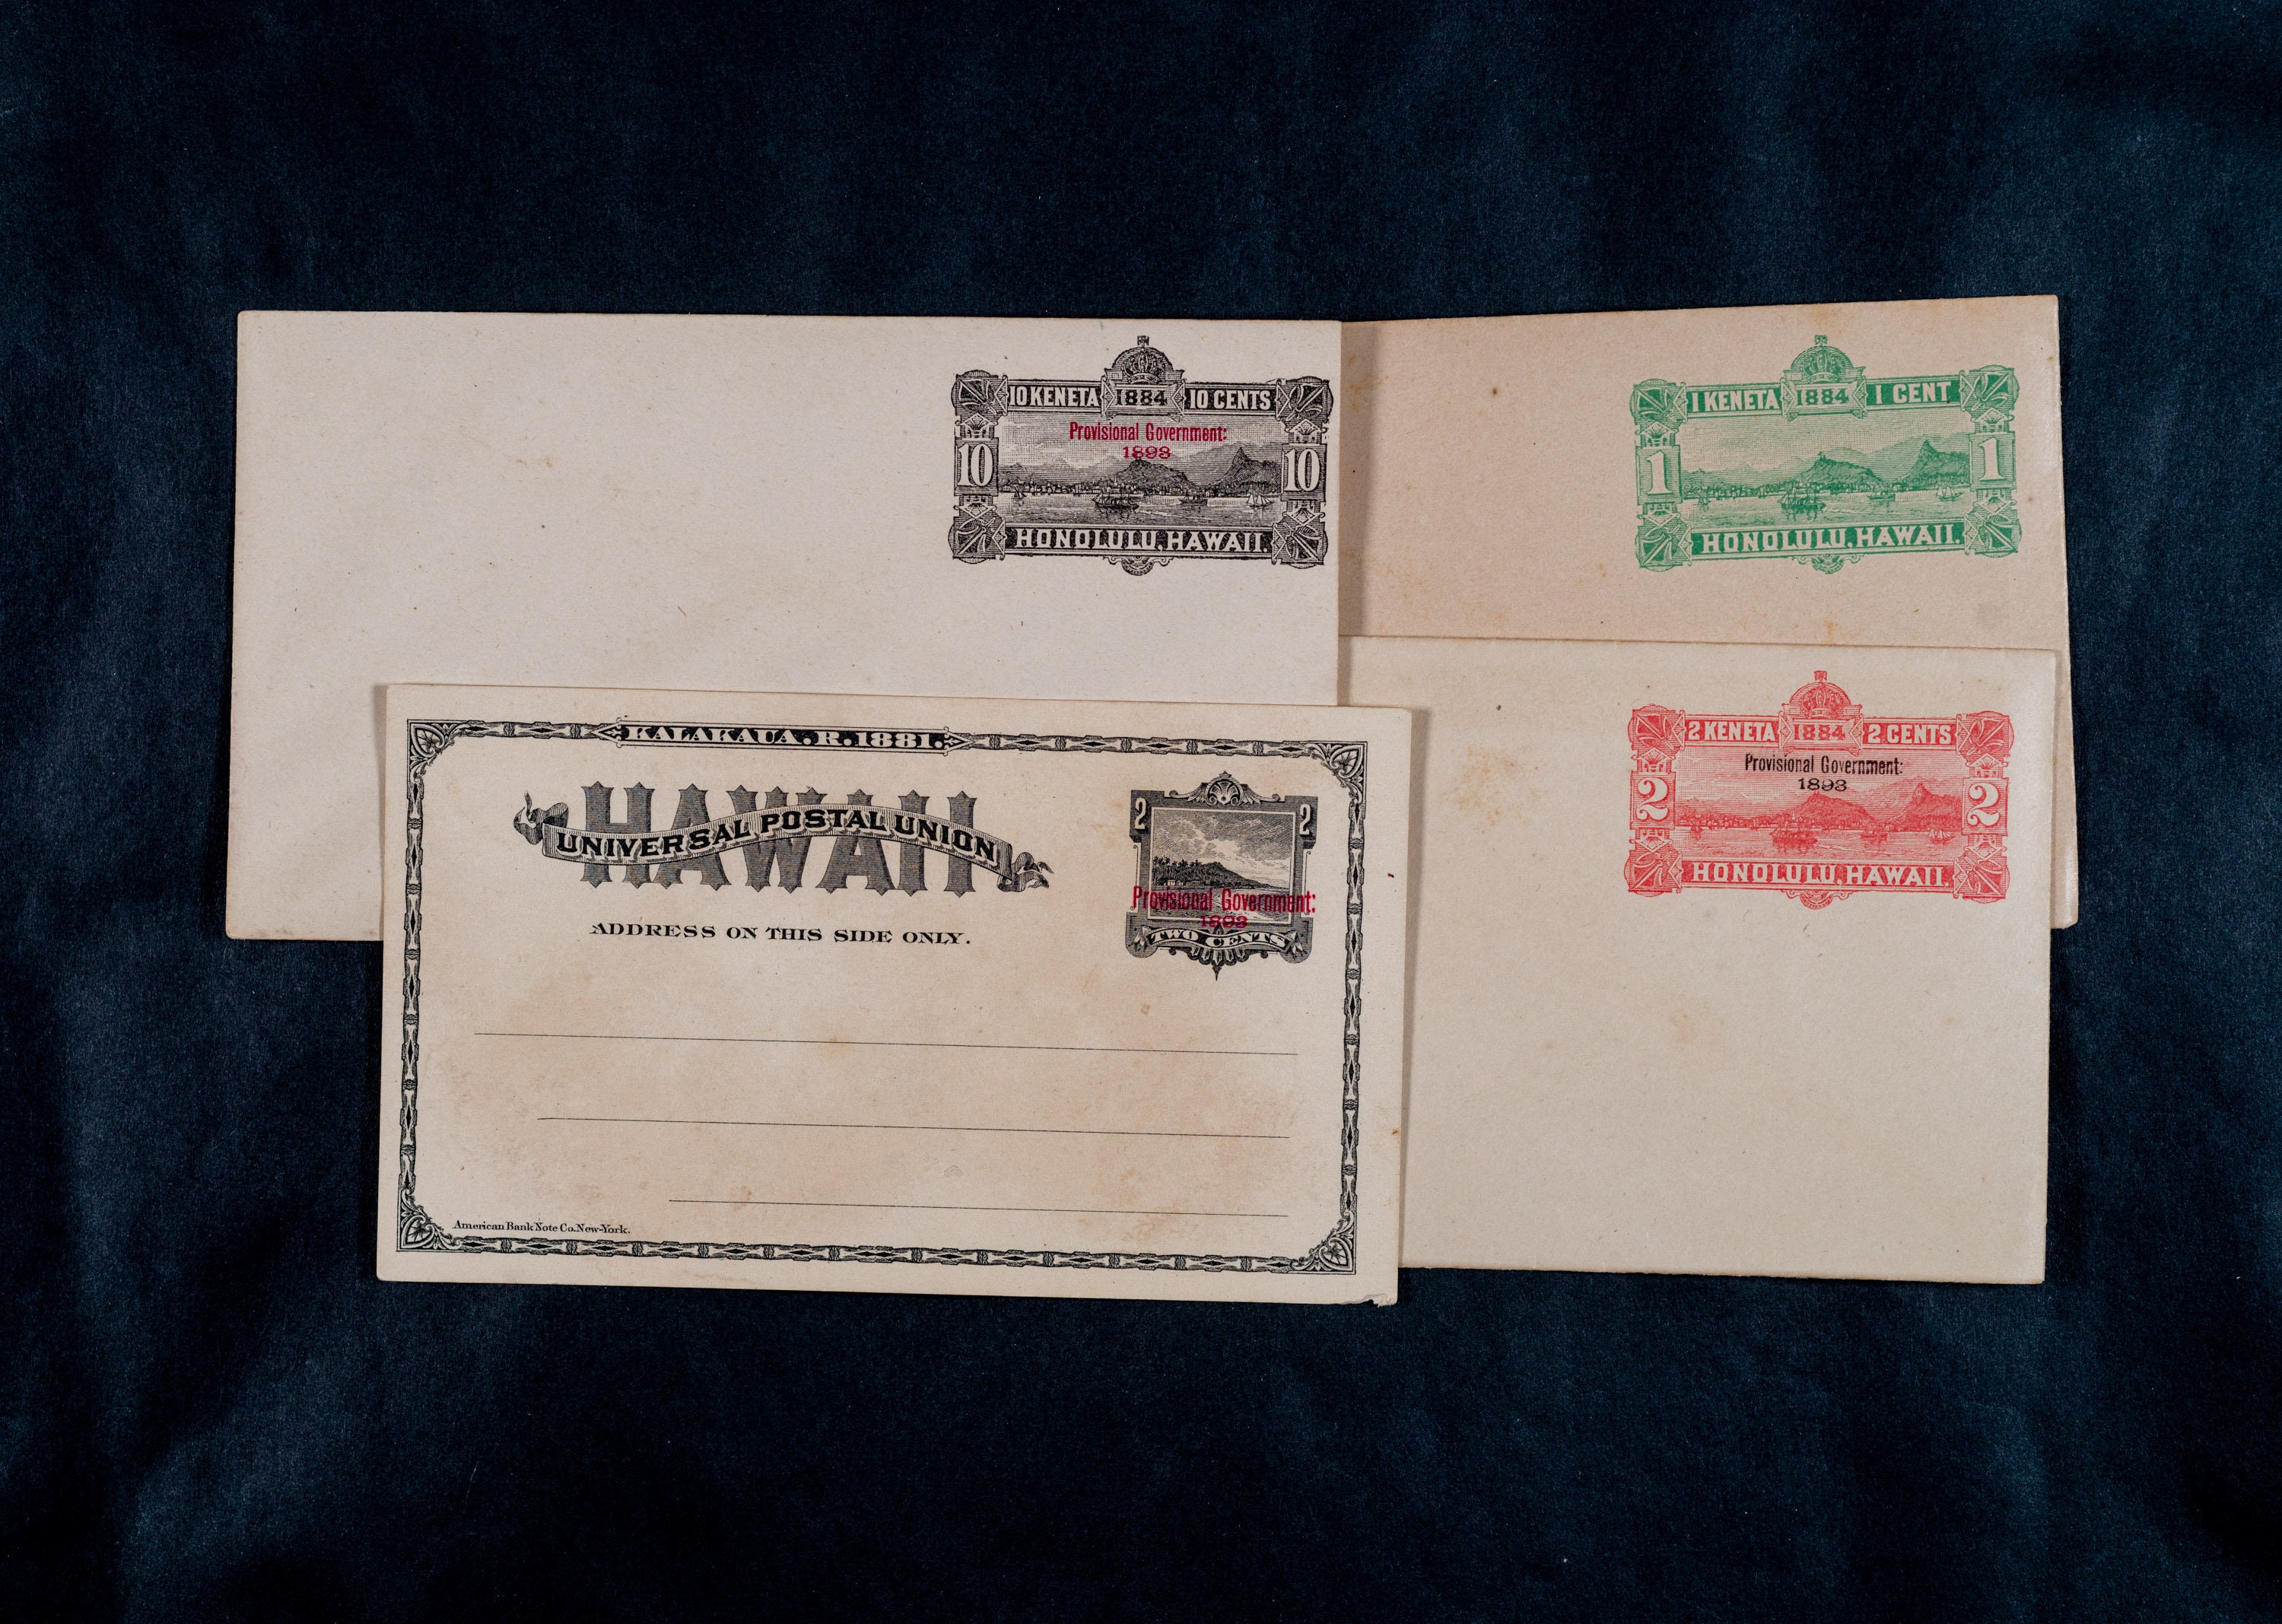 10 KENETA 1884 10 CENTS
Provisional Government:
1893
10 10
HONOLULU, HAWAII.
1 KENETA 1884 1 CENT
1 1
HONOLULU, HAWAII.
KALAKAUA. R. 1881.
HAWAII
UNIVERSAL POSTAL UNION
ADDRESS ON THIS SIDE ONLY.
2 2
Provisional Government:
1893
TWO CENTS
American Bank Note Co. New-York.
2 KENETA 1884 2 CENTS
Provisional Government:
1893
2 2
HONOLULU, HAWAII.